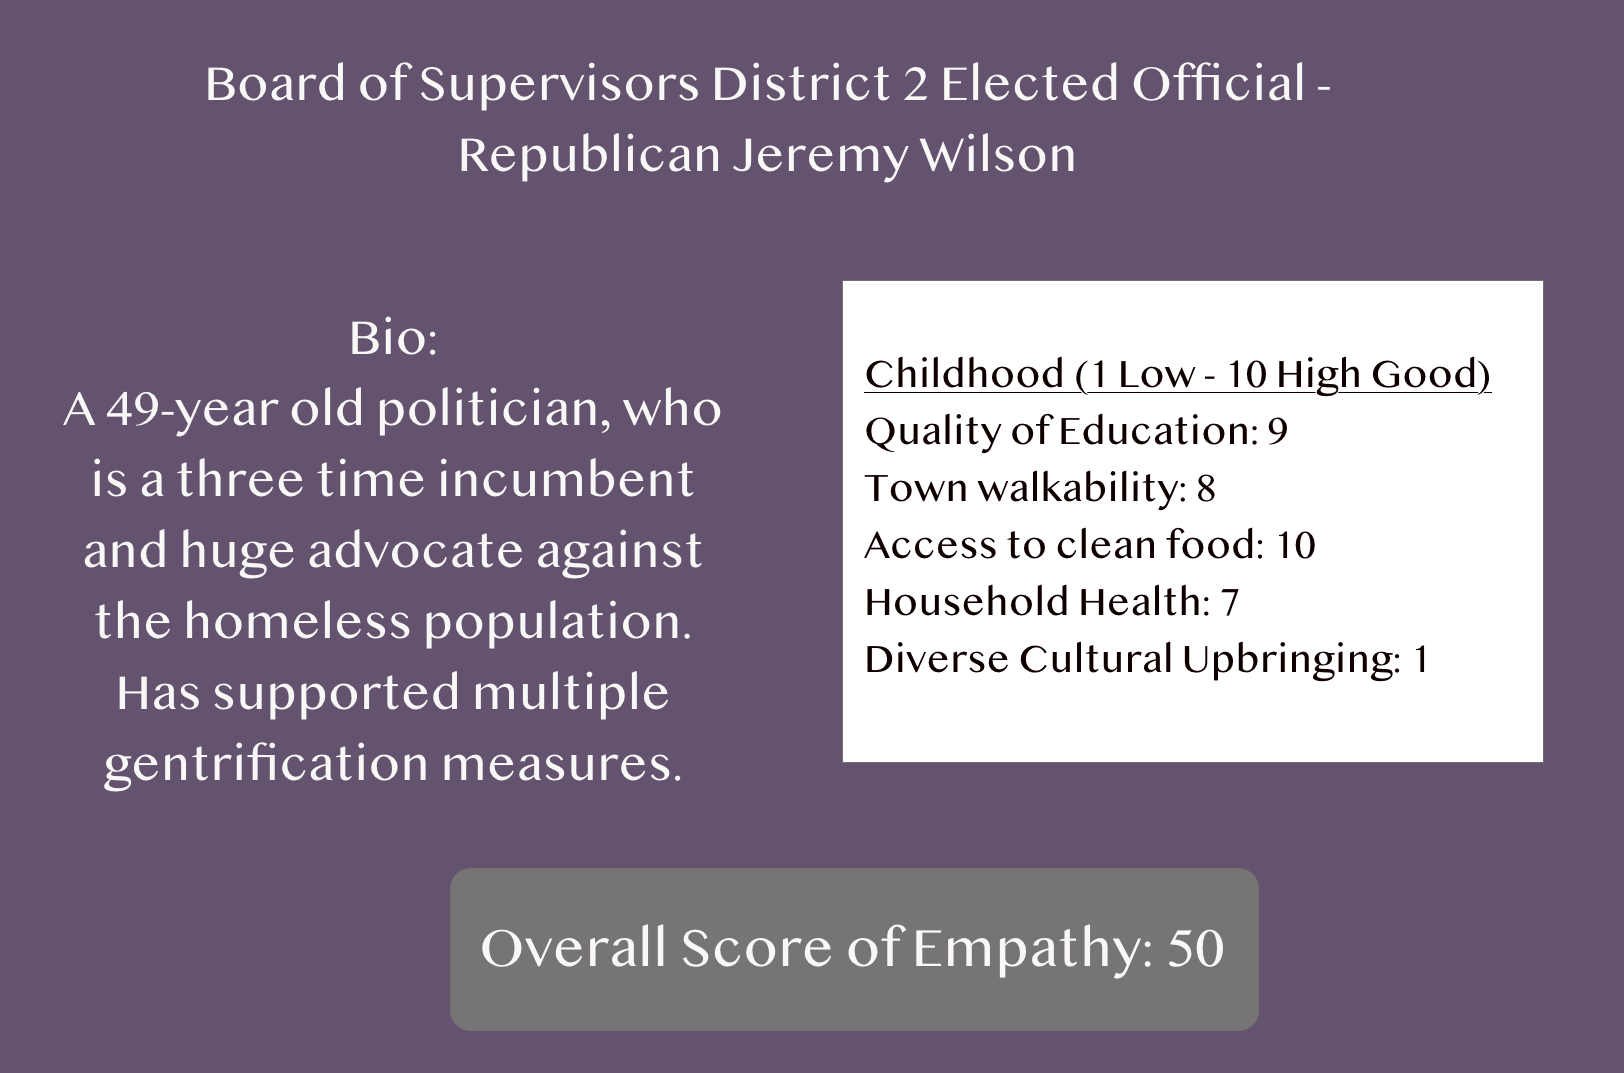 Board of Supervisors District 2 Elected Official -
Republican Jeremy Wilson
Bio:
A 49-year old politician, who
is a three time incumbent
and huge advocate against
the homeless population.
Has supported multiple
gentrification measures.
Childhood (1 Low - 10 High Good)
Quality of Education: 9
Town walkability: 8
Access to clean food: 10
Household Health: 7
Diverse Cultural Upbringing: 1
Overall Score of Empathy: 50